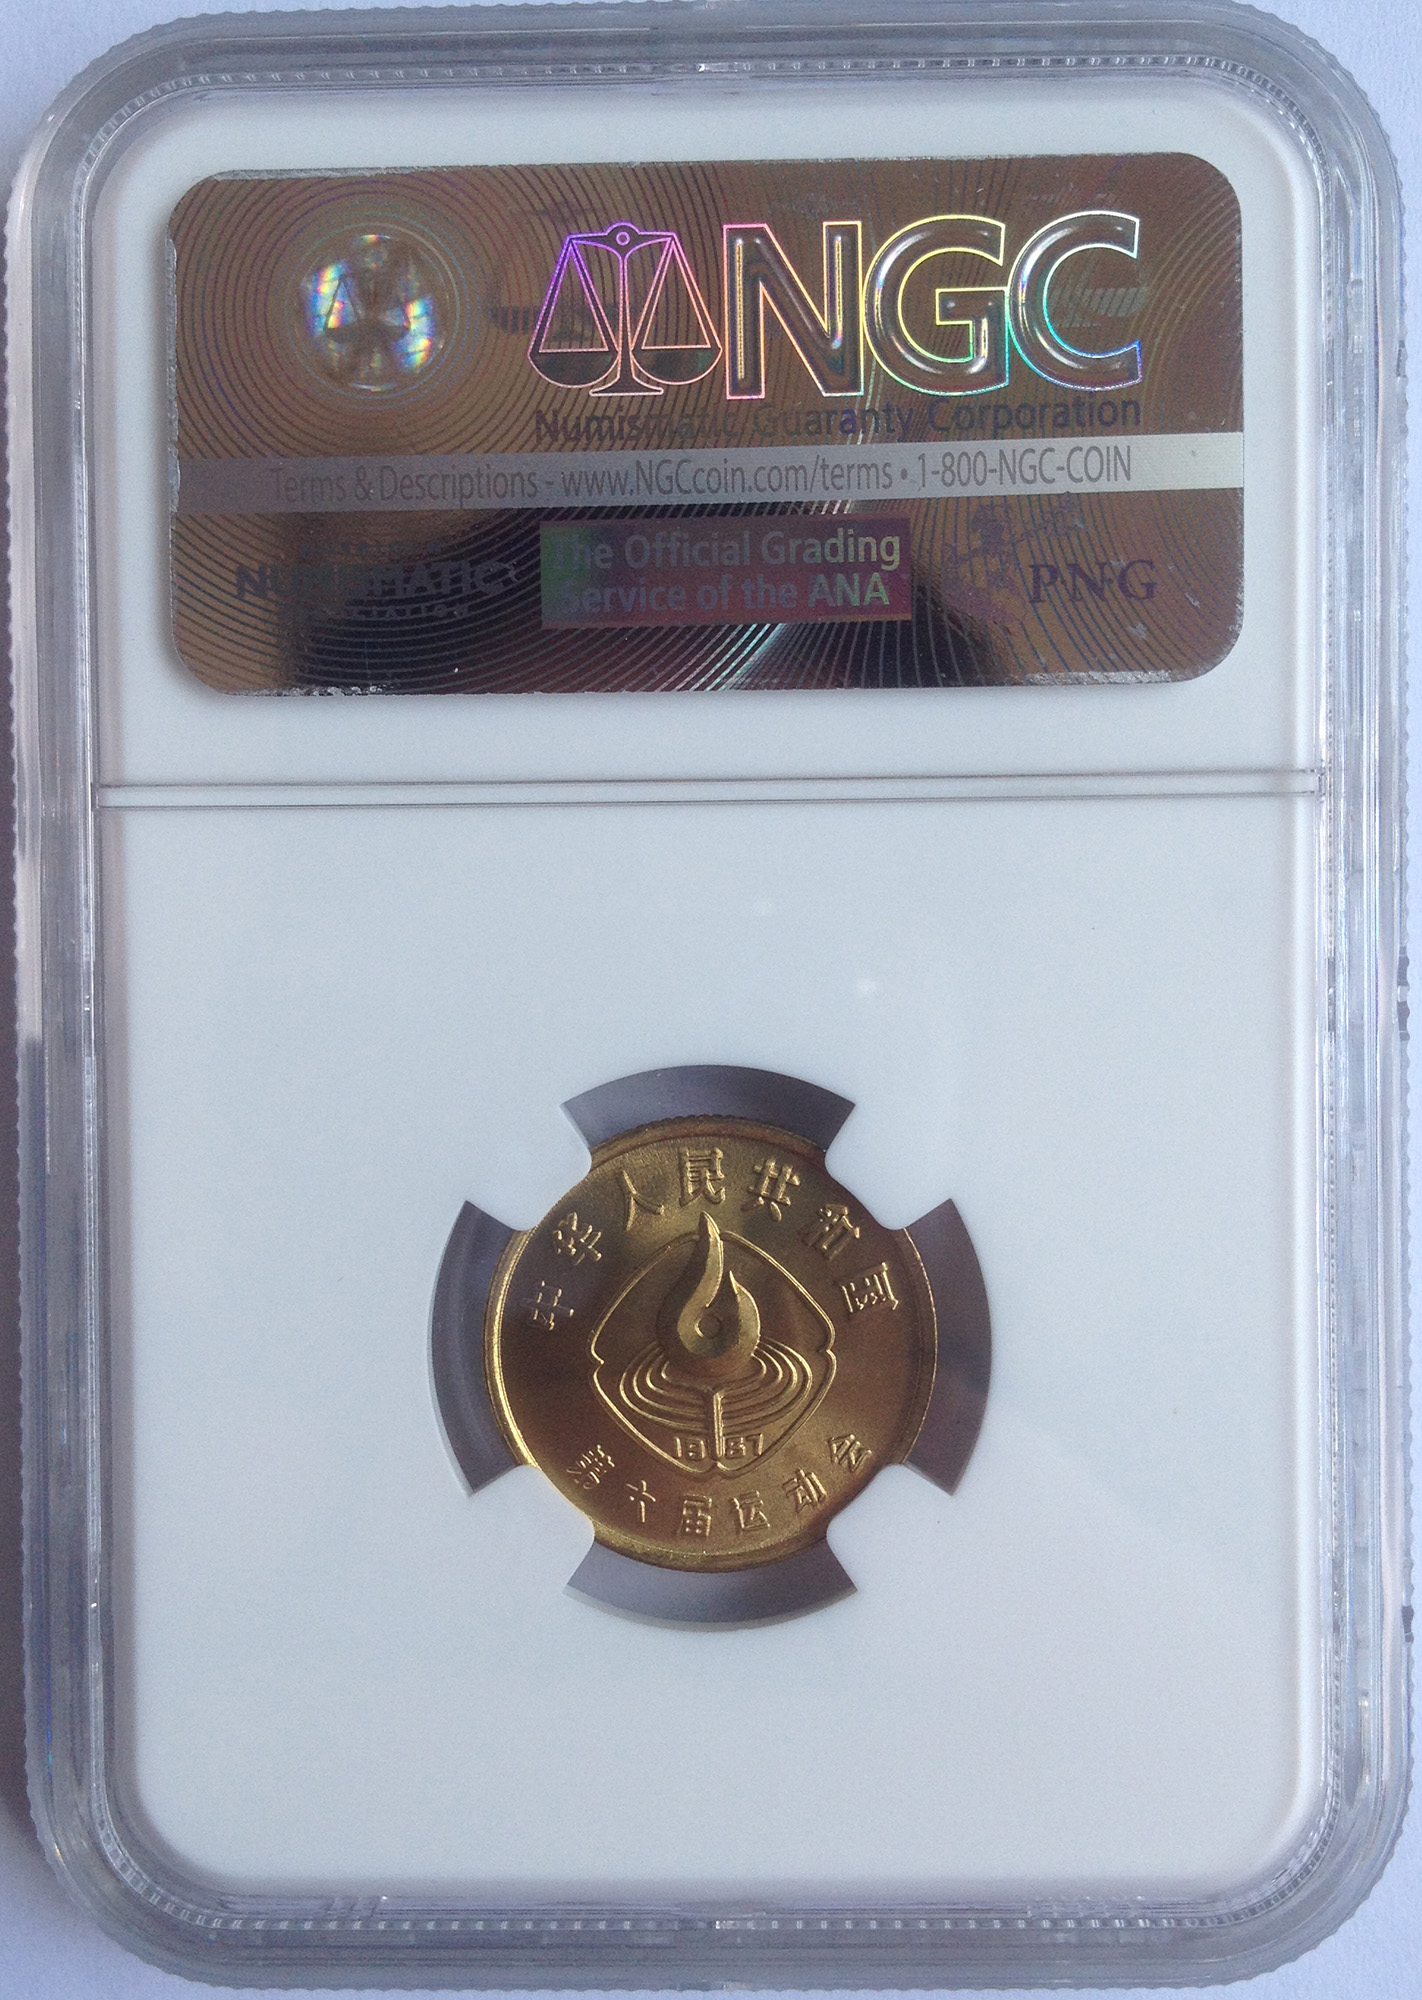 NGC
Numismatic Guaranty Corporation
Terms & Descriptions - www.NGCcoin.com/terms • 1-800-NGC-COIN
NUMISMATIC
The Official Grading
Service of the ANA
PNG
中华人民共和国
1987
第六届运动会